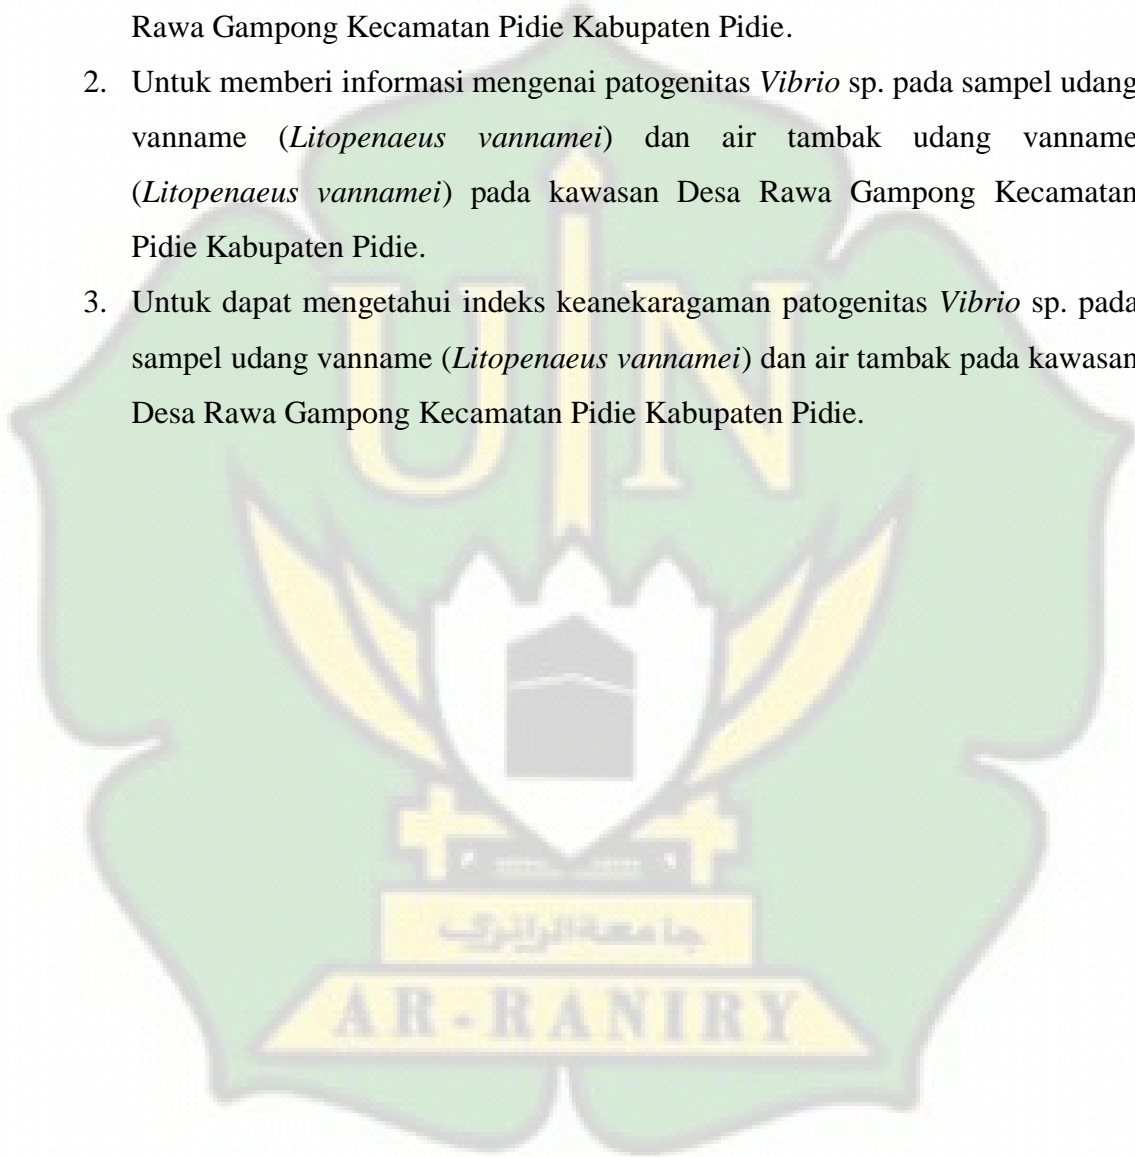 Rawa Gampong Kecamatan Pidie Kabupaten Pidie.
2. Untuk memberi informasi mengenai patogenitas Vibrio sp. pada sampel udang
vanname (Litopenaeus vannamei) dan air tambak udang vanname
(Litopenaeus vannamei) pada kawasan Desa Rawa Gampong Kecamatan
Pidie Kabupaten Pidie.
3. Untuk dapat mengetahui indeks keanekaragaman patogenitas Vibrio sp. pada
sampel udang vanname (Litopenaeus vannamei) dan air tambak pada kawasan
Desa Rawa Gampong Kecamatan Pidie Kabupaten Pidie.
UIN
جامعة الرانري
AR-RANIRY